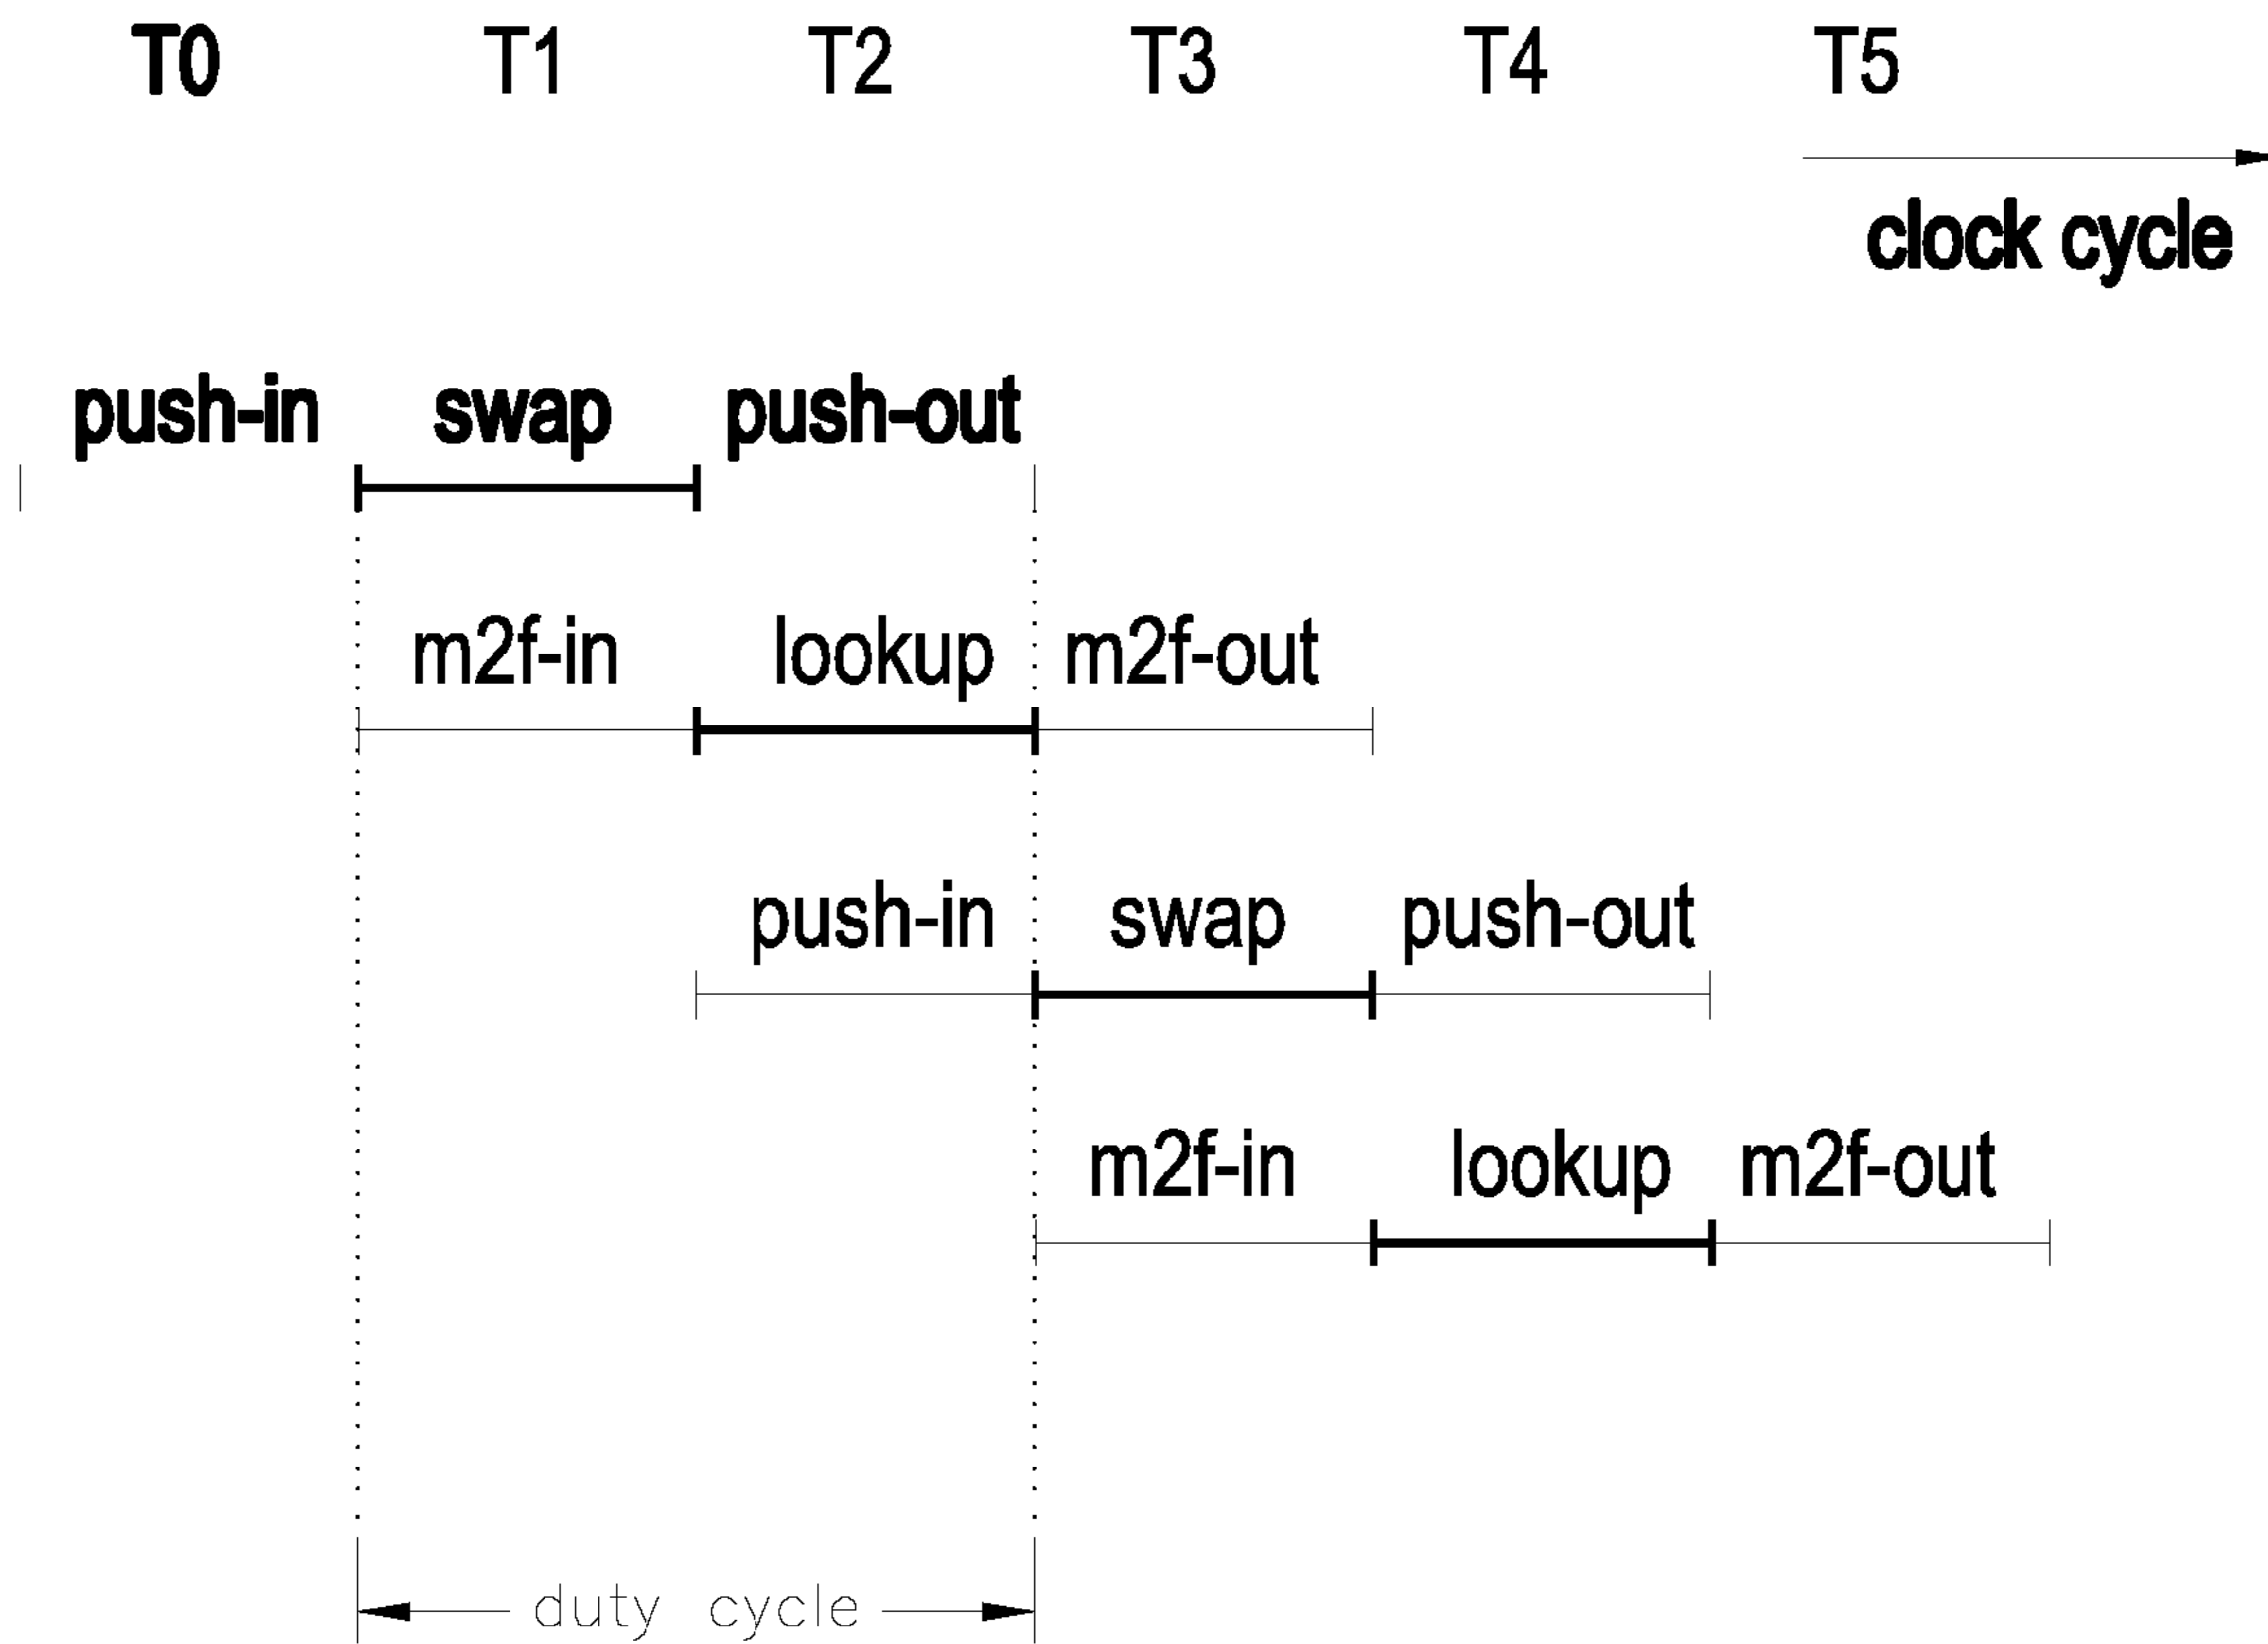 T0 T1 T2 T3 T4 T5
clock cycle
push-in swap push-out
m2f-in lookup m2f-out
push-in swap push-out
m2f-in lookup m2f-out
duty cycle